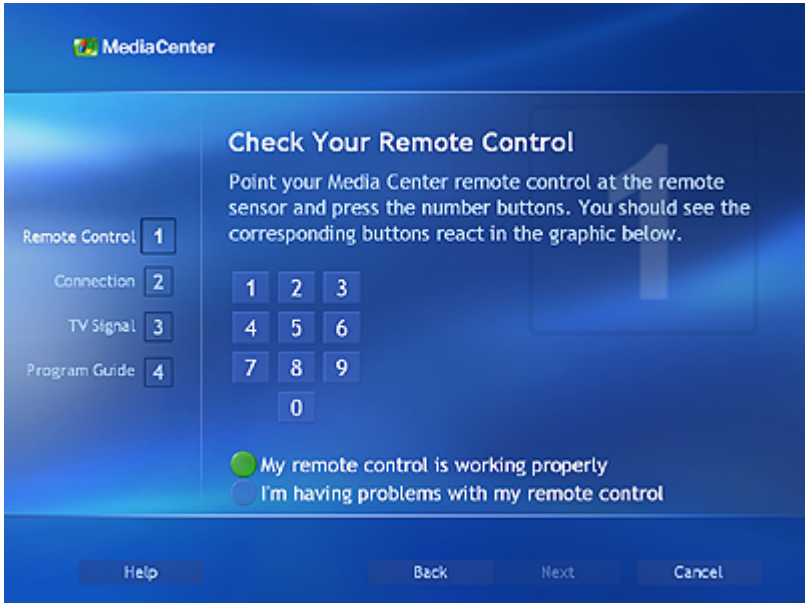 MediaCenter
Check Your Remote Control
Point your Media Center remote control at the remote
sensor and press the number buttons. You should see the
corresponding buttons react in the graphic below.
1
Remote Control 1
Connection 2
TV Signal 3
Program Guide 4
1 2 3
4 5 6
7 8 9
0
My remote control is working properly
I'm having problems with my remote control
Help Back Next Cancel